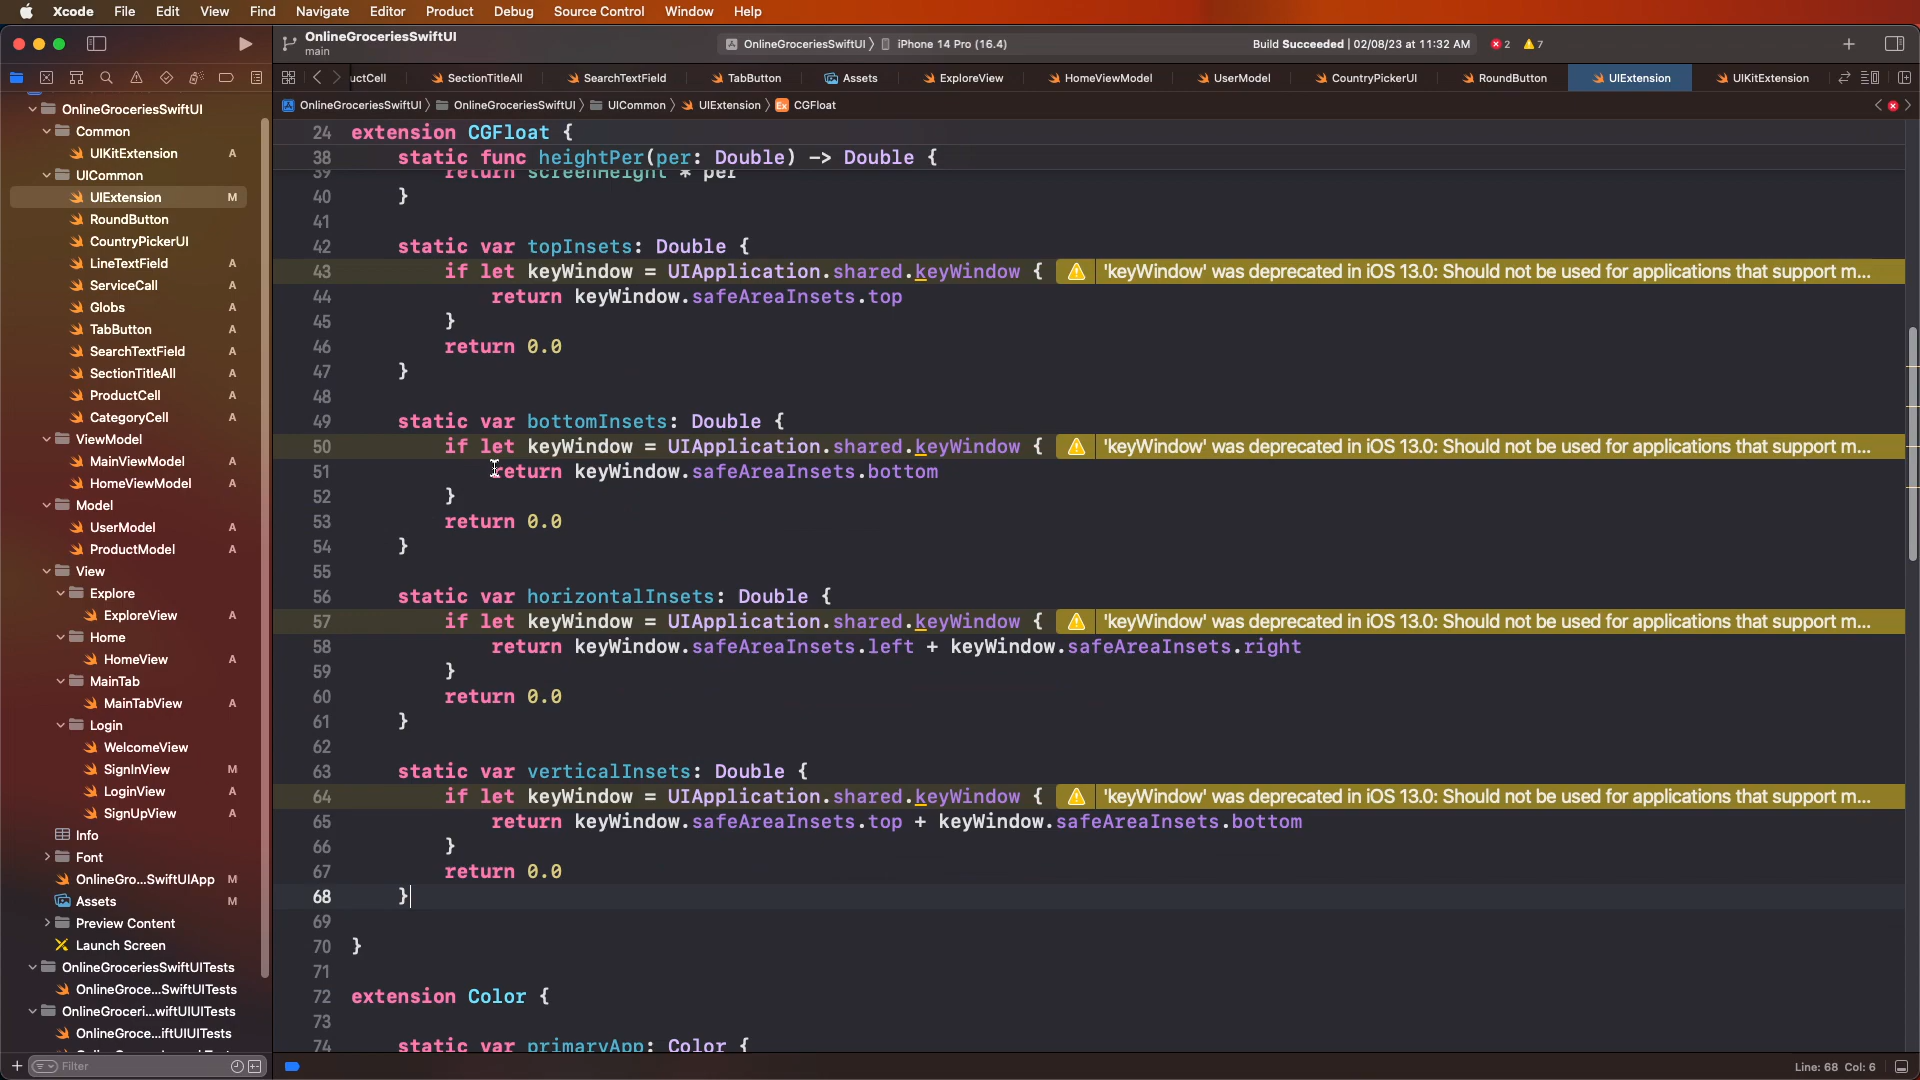 Xcode File Edit View Find Navigate Editor Product Debug Source Control Window Help
OnlineGroceriesSwiftUI
main
OnlineGroceriesSwiftUI 〉 iPhone 14 Pro (16.4)
Build Succeeded | 02/08/23 at 11:32 AM
2 7
uctCell SectionTitleAll SearchTextField TabButton Assets ExploreView HomeViewModel UserModel CountryPickerUI RoundButton UIExtension UIKitExtension
OnlineGroceriesSwiftUI 〉 OnlineGroceriesSwiftUI 〉 UICommon 〉 UIExtension 〉 Ex CGFloat
OnlineGroceriesSwiftUI
Common
UIKitExtension A
UICommon
UIExtension M
RoundButton
CountryPickerUI
LineTextField A
ServiceCall A
Globs A
TabButton A
SearchTextField A
SectionTitleAll A
ProductCell A
CategoryCell A
ViewModel
MainViewModel A
HomeViewModel A
Model
UserModel A
ProductModel A
View
Explore
ExploreView A
Home
HomeView A
MainTab
MainTabView A
Login
WelcomeView
SignInView M
LoginView A
SignUpView A
Info
Font
OnlineGro...SwiftUIApp M
Assets M
Preview Content
Launch Screen
OnlineGroceriesSwiftUITests
OnlineGroce...SwiftUITests
OnlineGroceri...wiftUIUITests
OnlineGroce...iftUIUITests
Filter
24 extension CGFloat {
38 static func heightPer(per: Double) -> Double {
39 return screenHeight * per
40 }
41
42 static var topInsets: Double {
43 if let keyWindow = UIApplication.shared.keyWindow { 'keyWindow' was deprecated in iOS 13.0: Should not be used for applications that support m...
44 return keyWindow.safeAreaInsets.top
45 }
46 return 0.0
47 }
48
49 static var bottomInsets: Double {
50 if let keyWindow = UIApplication.shared.keyWindow { 'keyWindow' was deprecated in iOS 13.0: Should not be used for applications that support m...
51 return keyWindow.safeAreaInsets.bottom
52 }
53 return 0.0
54 }
55
56 static var horizontalInsets: Double {
57 if let keyWindow = UIApplication.shared.keyWindow { 'keyWindow' was deprecated in iOS 13.0: Should not be used for applications that support m...
58 return keyWindow.safeAreaInsets.left + keyWindow.safeAreaInsets.right
59 }
60 return 0.0
61 }
62
63 static var verticalInsets: Double {
64 if let keyWindow = UIApplication.shared.keyWindow { 'keyWindow' was deprecated in iOS 13.0: Should not be used for applications that support m...
65 return keyWindow.safeAreaInsets.top + keyWindow.safeAreaInsets.bottom
66 }
67 return 0.0
68 }
69
70 }
71
72 extension Color {
73
74 static var primaryApp: Color {
Line: 68 Col: 6